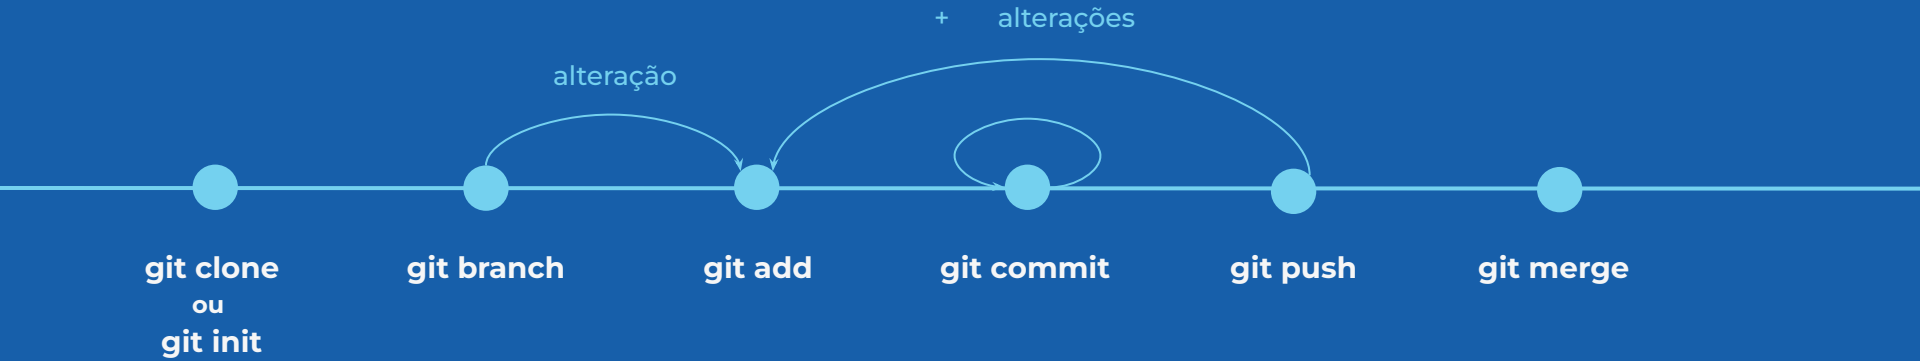 + alterações
alteração
git clone
ou
git init
git branch
git add
git commit
git push
git merge